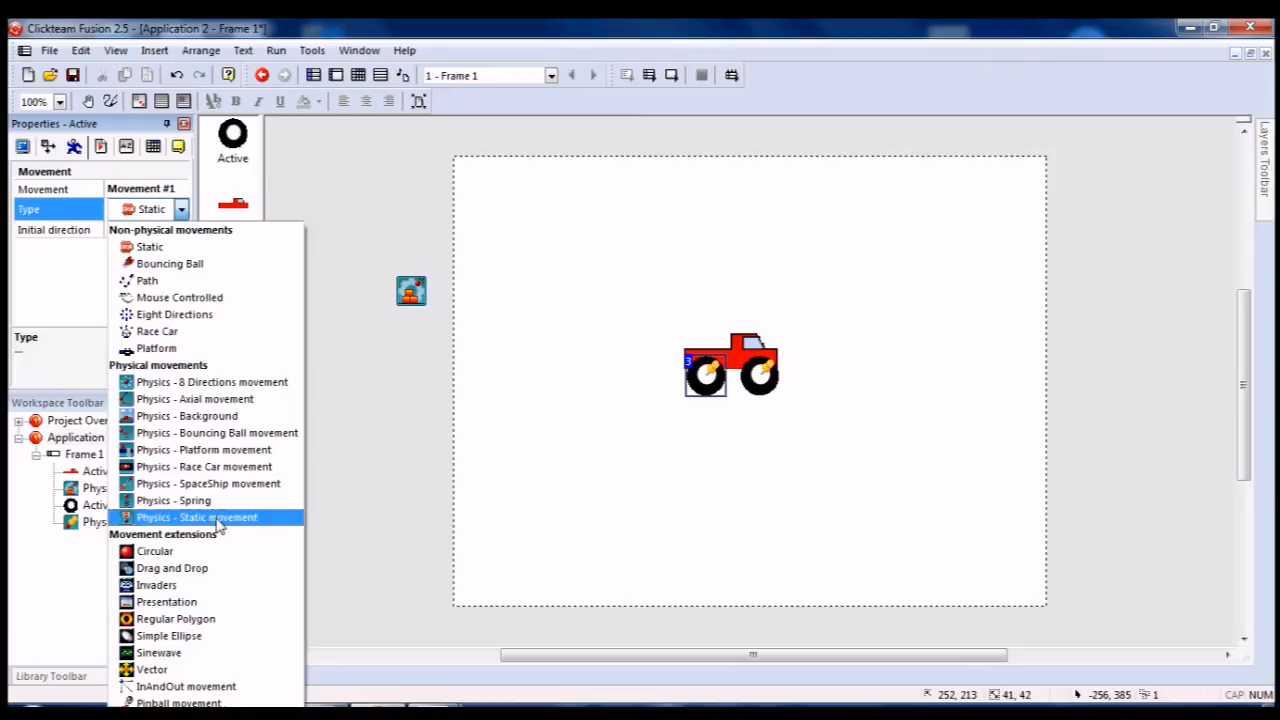 Clickteam Fusion 2.5 - [Application 2 - Frame 1*]
File Edit View Insert Arrange Text Run Tools Window Help
1 - Frame 1
100%
B I U
Properties - Active
Movement
Movement Movement #1
Type Static
Initial direction
Non-physical movements
Static
Bouncing Ball
Path
Mouse Controlled
Eight Directions
Race Car
Platform
Physical movements
Physics - 8 Directions movement
Physics - Axial movement
Physics - Background
Physics - Bouncing Ball movement
Physics - Platform movement
Physics - Race Car movement
Physics - SpaceShip movement
Physics - Spring
Physics - Static movement
Movement extensions
Circular
Drag and Drop
Invaders
Presentation
Regular Polygon
Simple Ellipse
Sinewave
Vector
InAndOut movement
Pinball movement
Type
...
Workspace Toolbar
Project Over
Application
Frame 1
Activ
Phys
Activ
Phys
Library Toolbar
Active
3
Layers Toolbar
252, 213 41, 42 -256, 385 1 CAP NUM